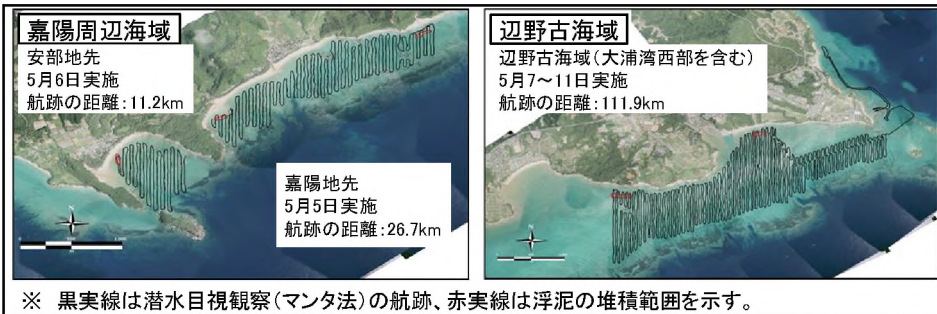 嘉陽周辺海域
安部地先
5月6日実施
航跡の距離:11.2km
嘉陽地先
5月5日実施
航跡の距離:26.7km
辺野古海域
辺野古海域(大浦湾西部を含む)
5月7～11日実施
航跡の距離:111.9km
※ 黒実線は潜水目視観察(マンタ法)の航跡、赤実線は浮泥の堆積範囲を示す。